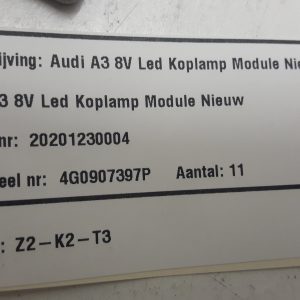 ijving: Audi A3 8V Led Koplamp Module Nie
3 8V Led Koplamp Module Nieuw
nr: 20201230004
eel nr: 4G0907397P Aantal: 11
: Z2-K2-T3